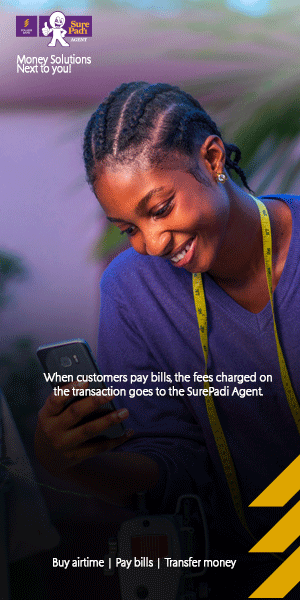 Sure
Padi
AGENT
Money Solutions
Next to you!
When customers pay bills, the fees charged on
the transaction goes to the SurePadi Agent.
Buy airtime | Pay bills | Transfer money